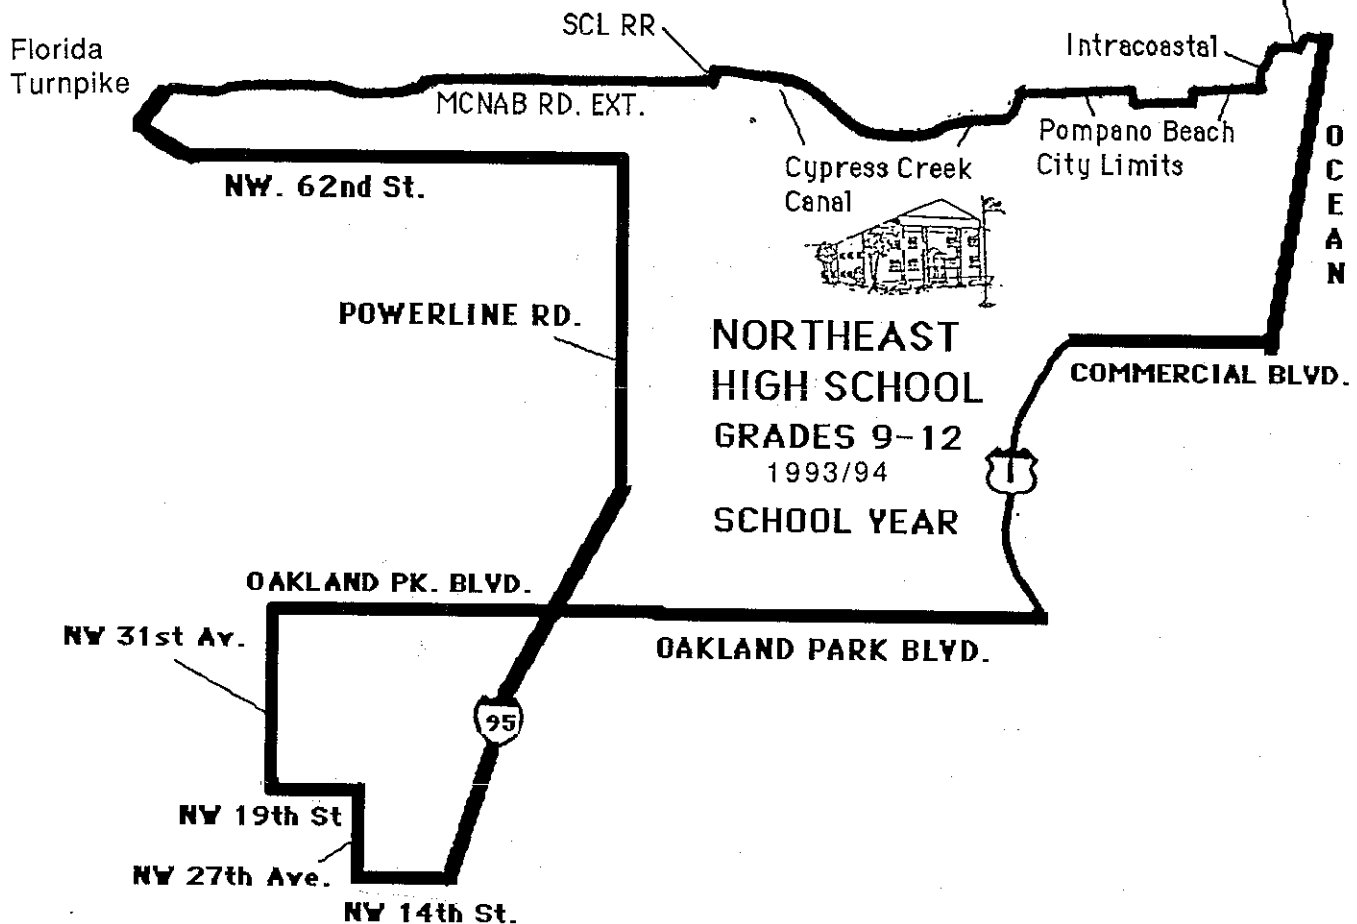 SCL RR
Florida
Turnpike
Intracoastal
MCNAB RD. EXT.
Pompano Beach
City Limits
OCEAN
Cypress Creek
Canal
NW. 62nd St.
POWERLINE RD.
NORTHEAST
HIGH SCHOOL
GRADES 9-12
1993/94
SCHOOL YEAR
COMMERCIAL BLVD.
1
OAKLAND PK. BLVD.
NW 31st Av.
OAKLAND PARK BLVD.
95
NW 19th St
NW 27th Ave.
NW 14th St.